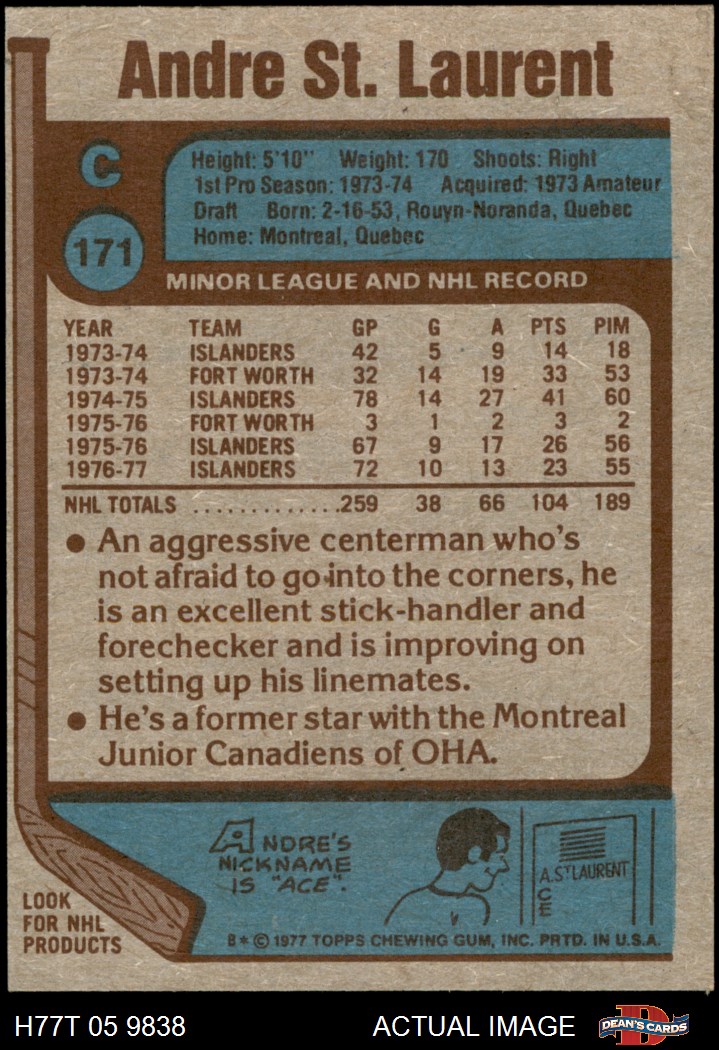 Andre St. Laurent
C
171
Height: 5'10" Weight: 170 Shoots: Right
1st Pro Season: 1973-74 Acquired: 1973 Amateur
Draft Born: 2-16-53, Rouyn-Noranda, Quebec
Home: Montreal, Quebec
MINOR LEAGUE AND NHL RECORD
YEAR TEAM GP G A PTS PIM
1973-74 ISLANDERS 42 5 9 14 18
1973-74 FORT WORTH 32 14 19 33 53
1974-75 ISLANDERS 78 14 27 41 60
1975-76 FORT WORTH 3 1 2 3 2
1975-76 ISLANDERS 67 9 17 26 56
1976-77 ISLANDERS 72 10 13 23 55
NHL TOTALS .............259 38 66 104 189
● An aggressive centerman who's
not afraid to go into the corners, he
is an excellent stick-handler and
forechecker and is improving on
setting up his linemates.
● He's a former star with the Montreal
Junior Canadiens of OHA.
ANDRE'S
NICKNAME
IS "ACE".
A. ST LAURENT
C
E
LOOK
FOR NHL
PRODUCTS
B * © 1977 TOPPS CHEWING GUM, INC. PRTD. IN U.S.A.
H77T 05 9838
ACTUAL IMAGE
D
DEAN'S CARDS